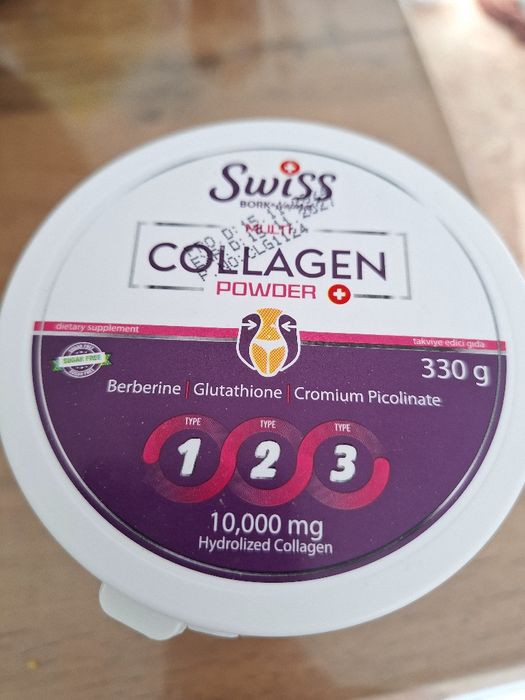 Swiss
BORK
MULTI
COLLAGEN
POWDER
dietary supplement
takviye edici gıda
SUGAR FREE
330 g
Berberine | Glutathione | Cromium Picolinate
TYPE TYPE TYPE
1 2 3
10,000 mg
Hydrolized Collagen